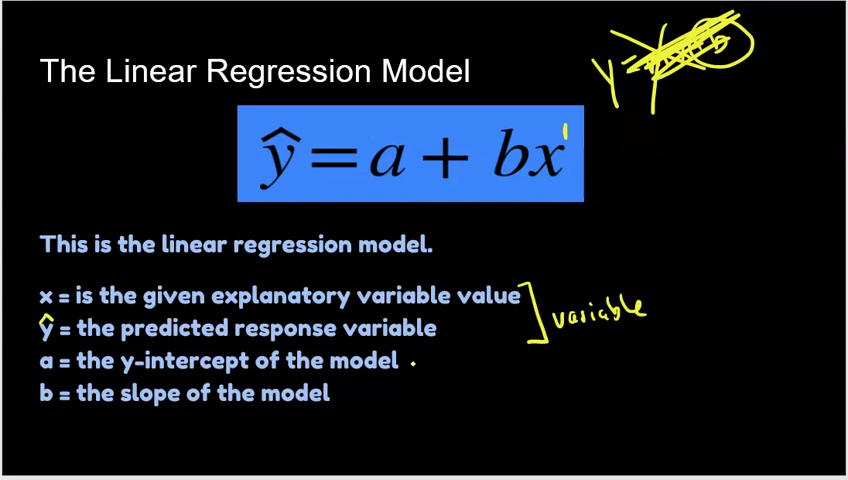 The Linear Regression Model
y =
ŷ = a + bx¹
This is the linear regression model.
x = is the given explanatory variable value
ŷ = the predicted response variable
variable
a = the y-intercept of the model
b = the slope of the model